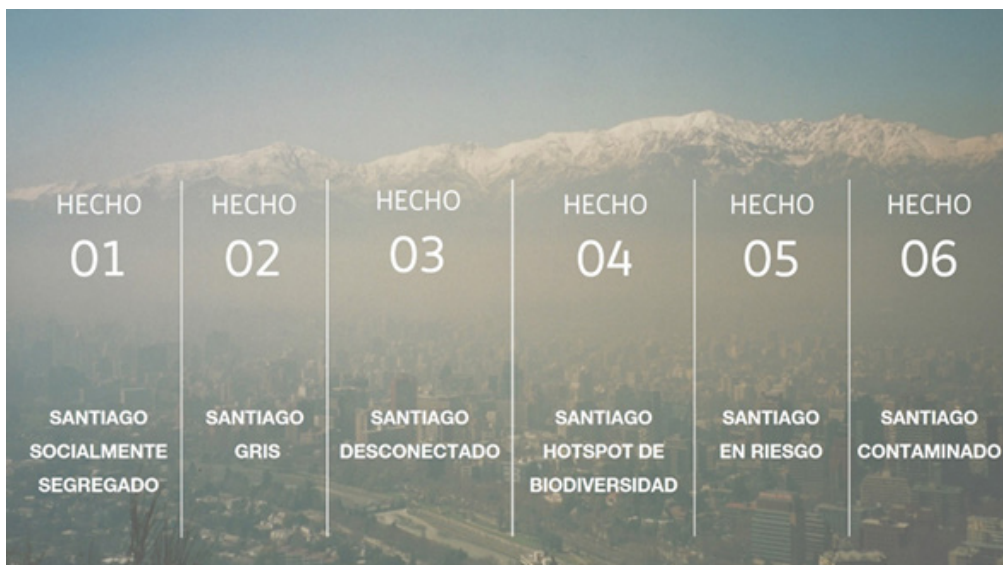 HECHO
01
SANTIAGO
SOCIALMENTE
SEGREGADO
HECHO
02
SANTIAGO
GRIS
HECHO
03
SANTIAGO
DESCONECTADO
HECHO
04
SANTIAGO
HOTSPOT DE
BIODIVERSIDAD
HECHO
05
SANTIAGO
EN RIESGO
HECHO
06
SANTIAGO
CONTAMINADO